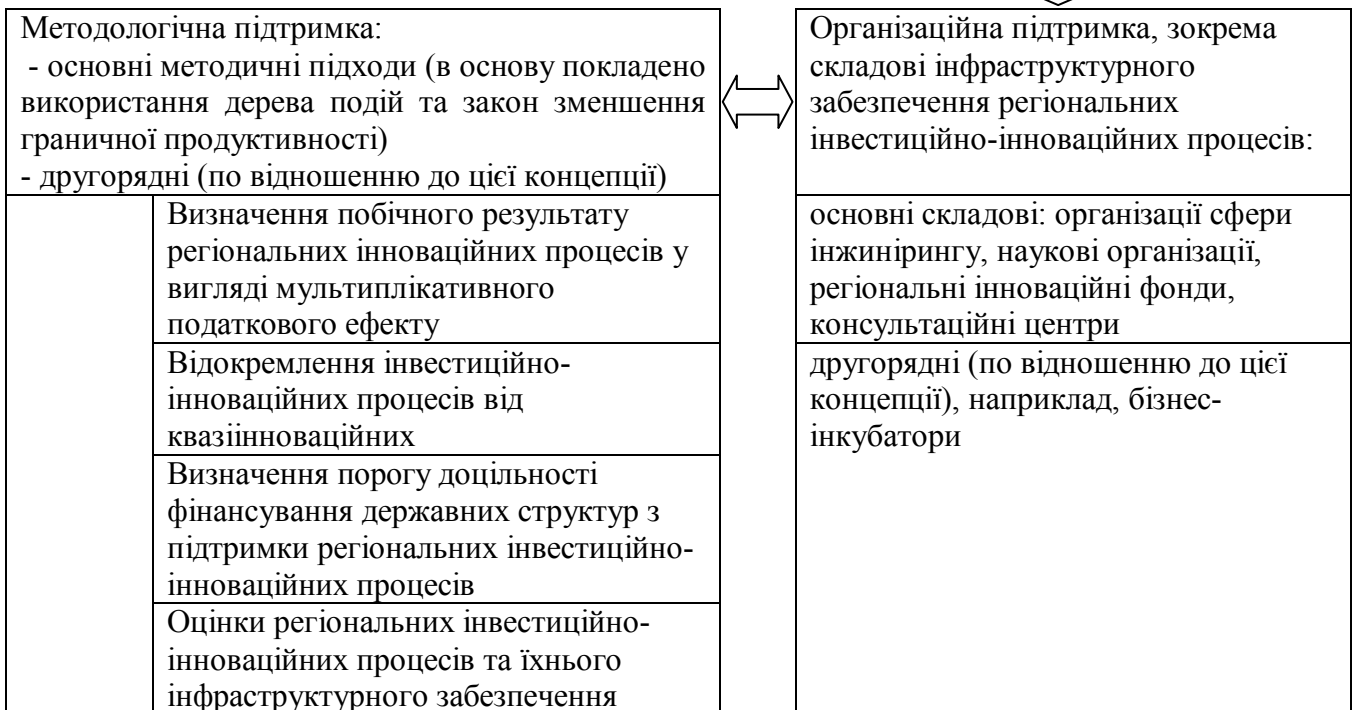 Методологічна підтримка:
- основні методичні підходи (в основу покладено
використання дерева подій та закон зменшення
граничної продуктивності)
- другорядні (по відношенню до цієї концепції)
Визначення побічного результату
регіональних інноваційних процесів у
вигляді мультиплікативного
податкового ефекту
Відокремлення інвестиційно-
інноваційних процесів від
квазіінноваційних
Визначення порогу доцільності
фінансування державних структур з
підтримки регіональних інвестиційно-
інноваційних процесів
Оцінки регіональних інвестиційно-
інноваційних процесів та їхнього
інфраструктурного забезпечення
Організаційна підтримка, зокрема
складові інфраструктурного
забезпечення регіональних
інвестиційно-інноваційних процесів:
основні складові: організації сфери
інжинірингу, наукові організації,
регіональні інноваційні фонди,
консультаційні центри
другорядні (по відношенню до цієї
концепції), наприклад, бізнес-
інкубатори